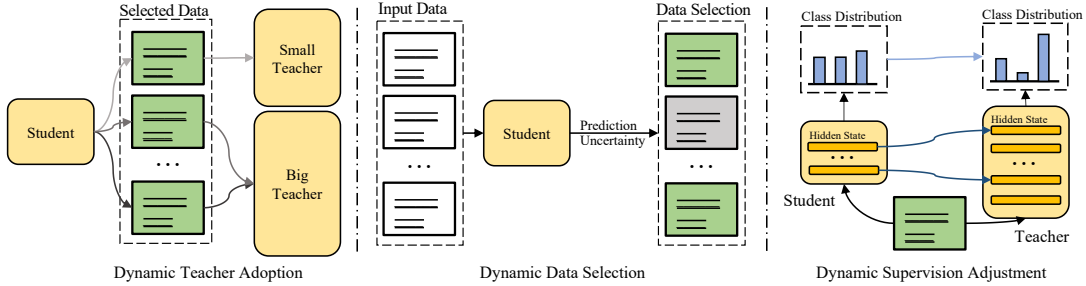 Selected Data
Student
Small
Teacher
...
Big
Teacher
Dynamic Teacher Adoption
Input Data
Data Selection
Student
Prediction
Uncertainty
...
...
Dynamic Data Selection
Class Distribution
Class Distribution
Hidden State
...
Student
Hidden State
...
Teacher
Dynamic Supervision Adjustment